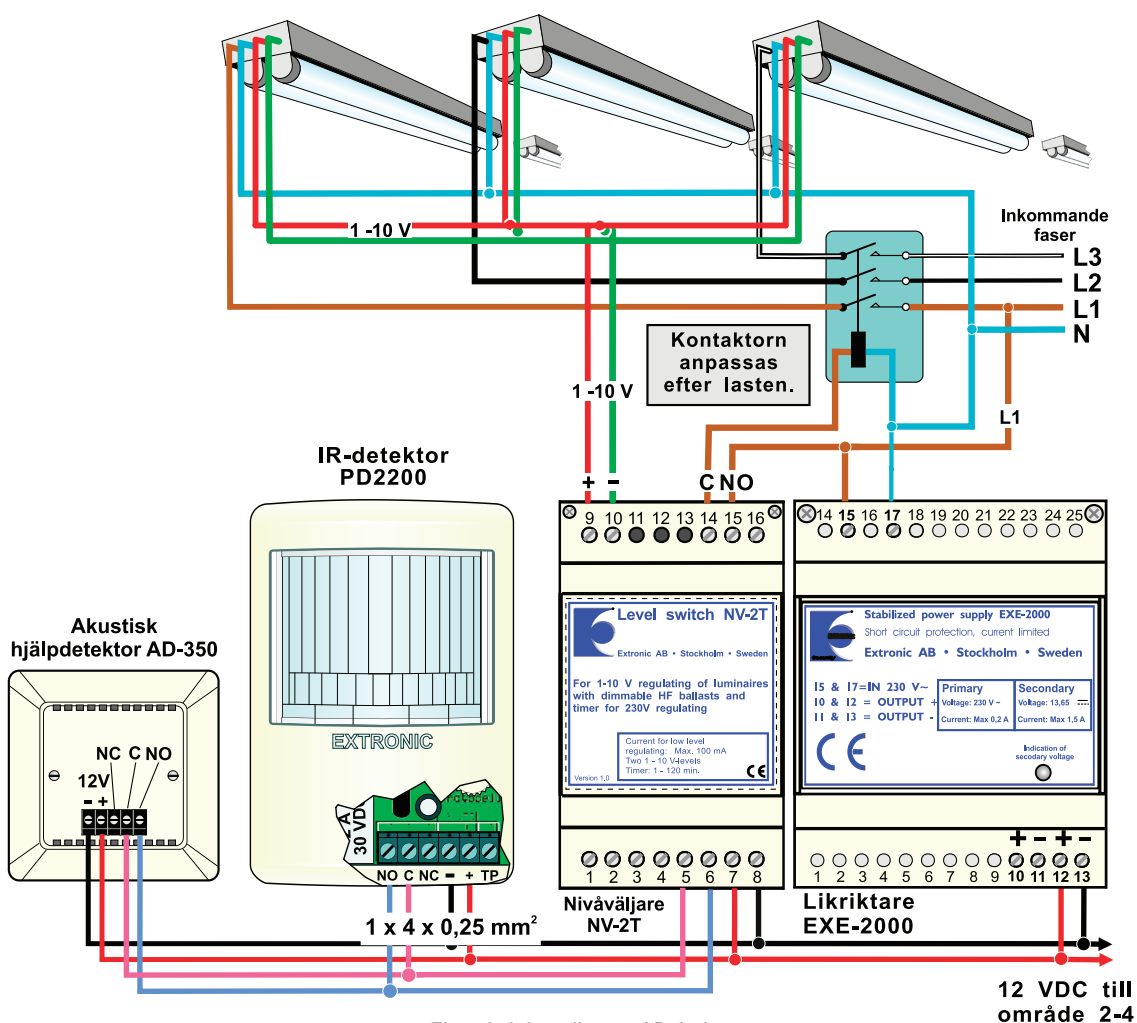 1 -10 V
Inkommande
faser
L3
L2
L1
N
Kontaktorn
anpassas
efter lasten.
1 -10 V
L1
IR-detektor
PD2200
+ −
C NO
9 10 11 12 13 14 15 16
14 15 16 17 18 19 20 21 22 23 24 25
Level switch NV-2T
Extronic AB • Stockholm • Sweden
For 1-10 V regulating of luminaires
with dimmable HF ballasts and
timer for 230V regulating
Current for low level
regulating: Max. 100 mA
Two 1 - 10 V-levels
Timer: 1 - 120 min.
Version 1,0
CE
Stabilized power supply EXE-2000
Short circuit protection, current limited
Extronic AB • Stockholm • Sweden
15 & 17=IN 230 V~
10 & 12 = OUTPUT +
11 & 13 = OUTPUT -
Primary
Voltage: 230 V ~
Current: Max 0,2 A
Secondary
Voltage: 13,65
Current: Max 1,5 A
CE
Indication of
secodary voltage
Akustisk
hjälpdetektor AD-350
NC C NO
12V
- +
EXTRONIC
2 A
30 VD
NO C NC - + TP
1 2 3 4 5 6 7 8
+ - + -
1 2 3 4 5 6 7 8 9 10 11 12 13
1 x 4 x 0,25 mm²
Nivåväljare
NV-2T
Likriktare
EXE-2000
12 VDC till
område 2-4